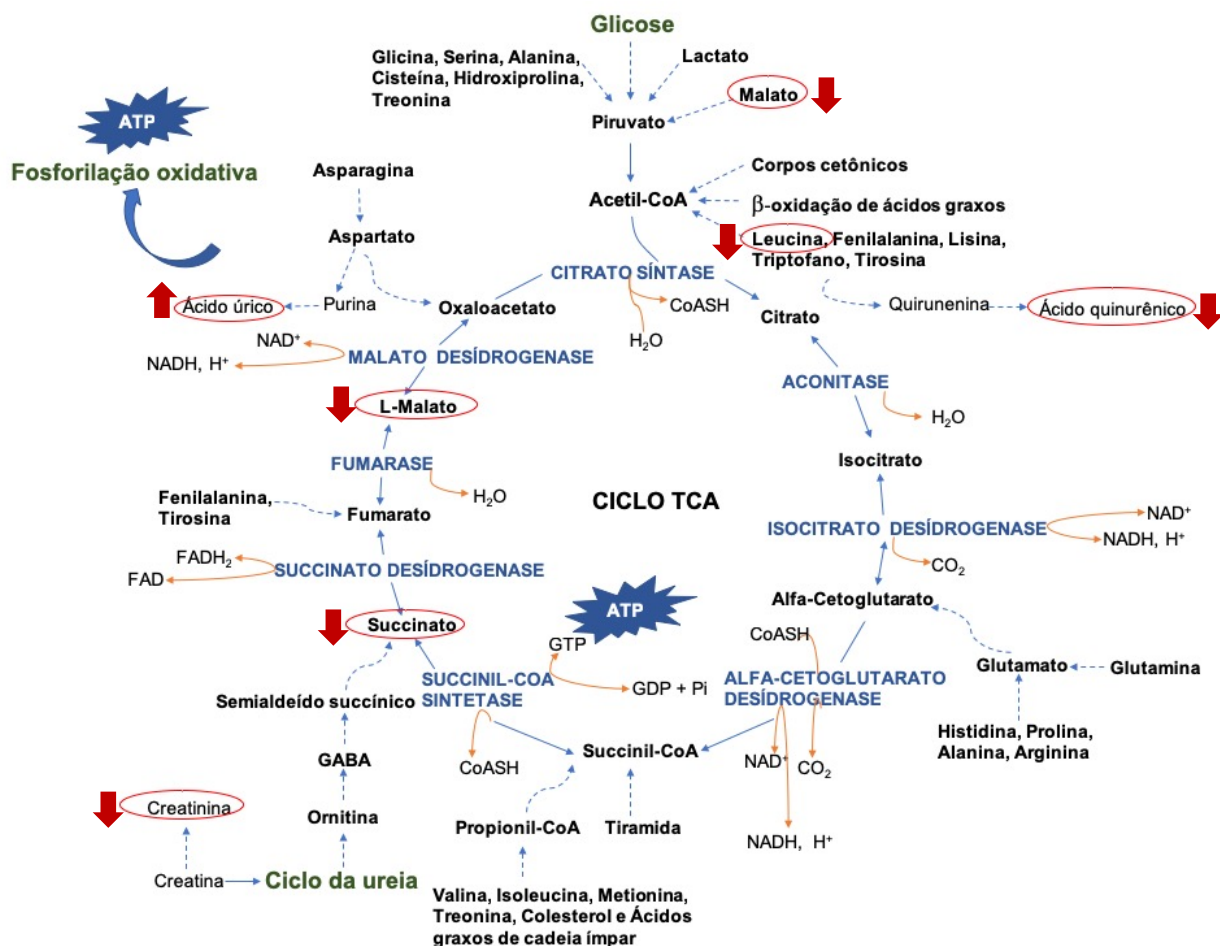 Glicose
Glicina, Serina, Alanina,
Cisteína, Hidroxiprolina,
Treonina
Lactato
Malato
Piruvato
ATP
Fosforilação oxidativa
Asparagina
Corpos cetônicos
Acetil-CoA
β-oxidação de ácidos graxos
Aspartato
Leucina, Fenilalanina, Lisina,
Triptofano, Tirosina
CITRATO SÍNTASE
Ácido úrico
Purina
Oxaloacetato
CoASH
Citrato
Quirunenina
Ácido quinurênico
NAD+
H2O
NADH, H+
MALATO DESÍDROGENASE
ACONITASE
L-Malato
H2O
FUMARASE
Isocitrato
H2O
CICLO TCA
Fenilalanina,
Tirosina
Fumarato
NAD+
ISOCITRATO DESÍDROGENASE
NADH, H+
FADH2
FAD
SUCCINATO DESÍDROGENASE
CO2
ATP
Alfa-Cetoglutarato
Succinato
CoASH
GTP
Glutamato
Glutamina
SUCCINIL-COA
SINTETASE
GDP + Pi
ALFA-CETOGLUTARATO
DESÍDROGENASE
Semialdeído succínico
Histidina, Prolina,
Alanina, Arginina
GABA
CoASH
Succinil-CoA
NAD+
CO2
Creatinina
Ornitina
Propionil-CoA
Tiramida
NADH, H+
Creatina
Ciclo da ureia
Valina, Isoleucina, Metionina,
Treonina, Colesterol e Ácidos
graxos de cadeia ímpar